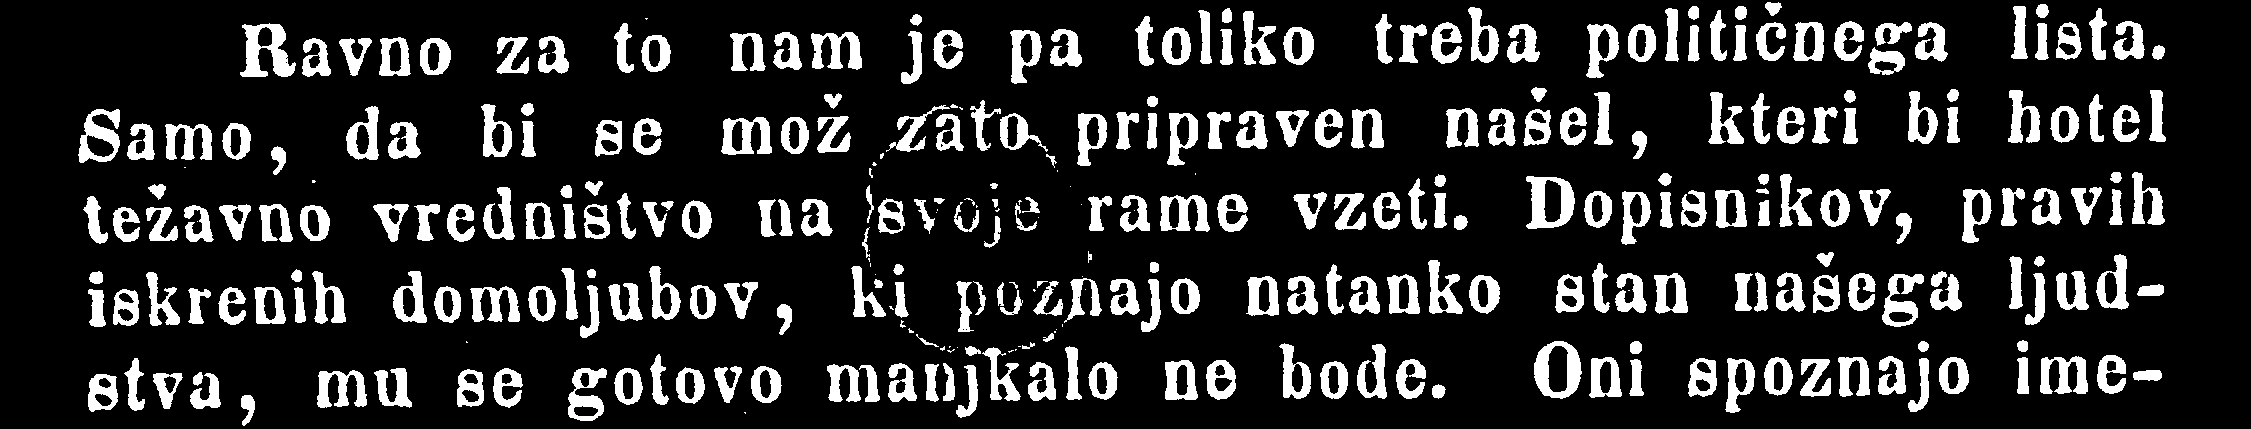 Ravno za to nam je pa toliko treba političnega lista.
Samo, da bi se mož zato pripraven našel, kteri bi hotel
težavno vredništvo na svoje rame vzeti. Dopisnikov, pravih
iskrenih domoljubov, ki poznajo natanko stan našega ljud-
stva, mu se gotovo manjkalo ne bode. Oni spoznajo ime-